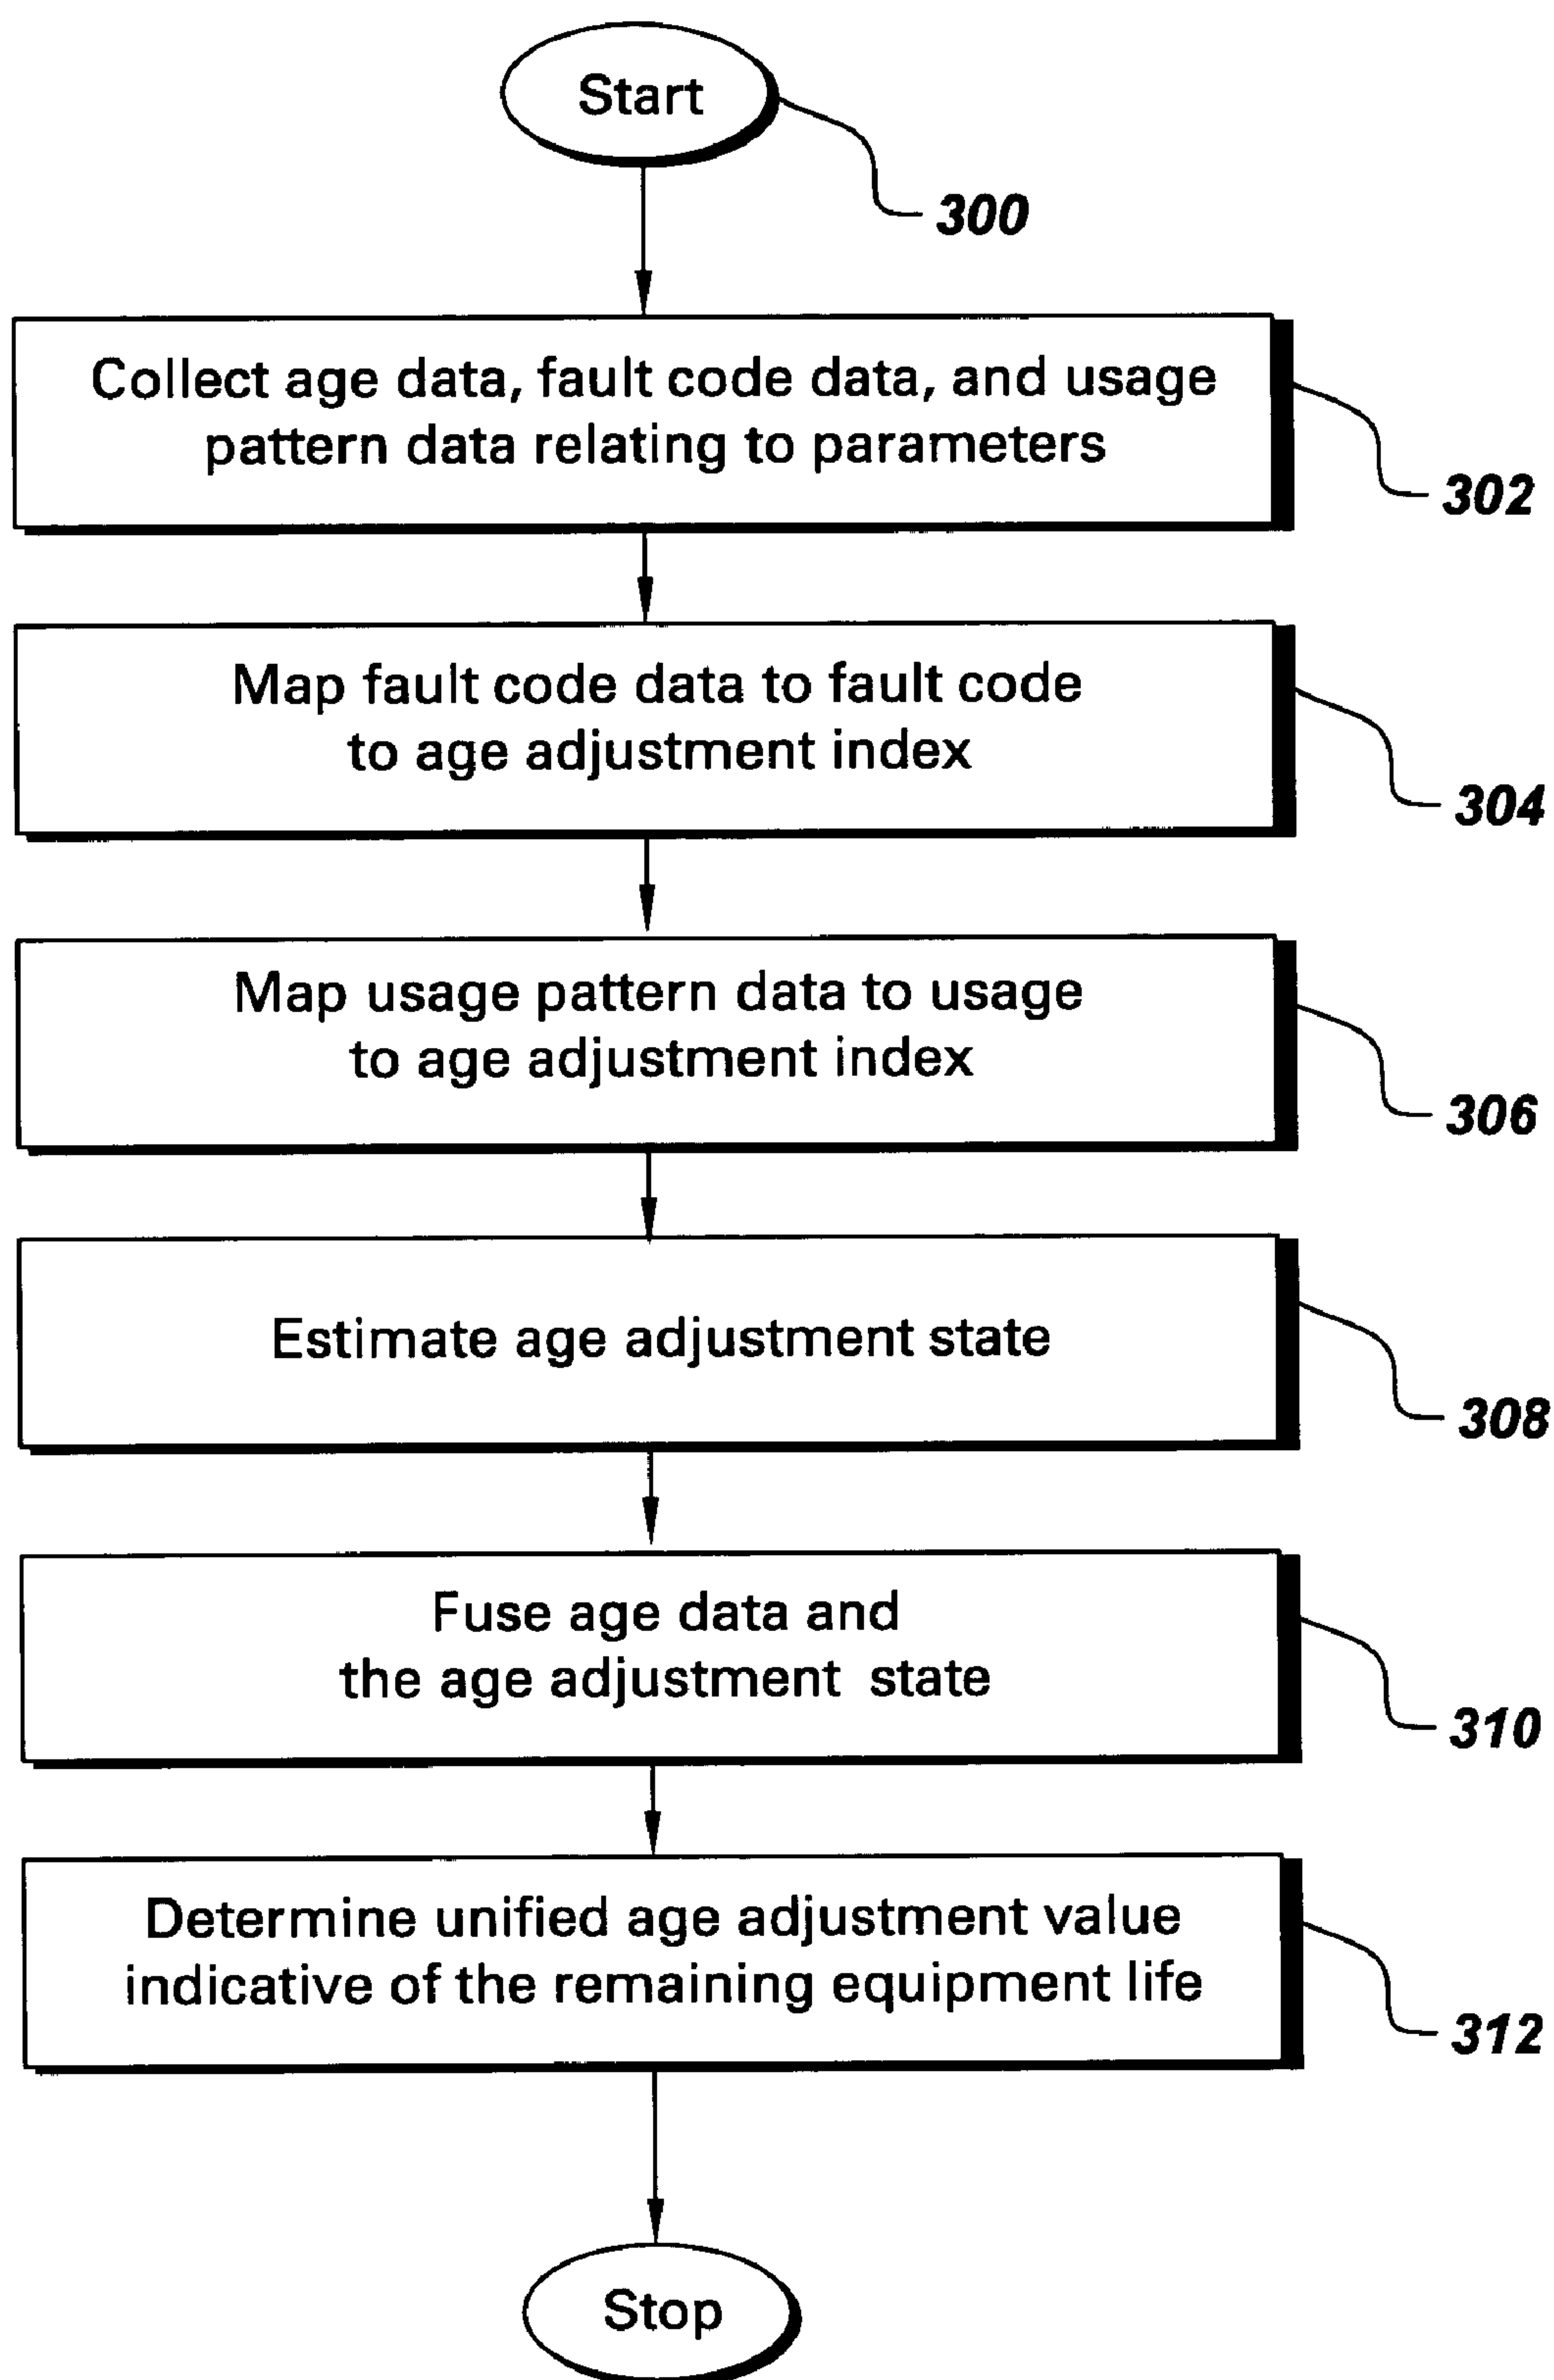 Start
300
Collect age data, fault code data, and usage
pattern data relating to parameters
302
Map fault code data to fault code
to age adjustment index
304
Map usage pattern data to usage
to age adjustment index
306
Estimate age adjustment state
308
Fuse age data and
the age adjustment state
310
Determine unified age adjustment value
indicative of the remaining equipment life
312
Stop